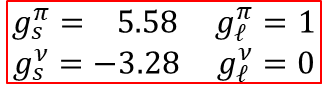 g_s^π = 5.58 g_ℓ^π = 1
g_s^ν = −3.28 g_ℓ^ν = 0